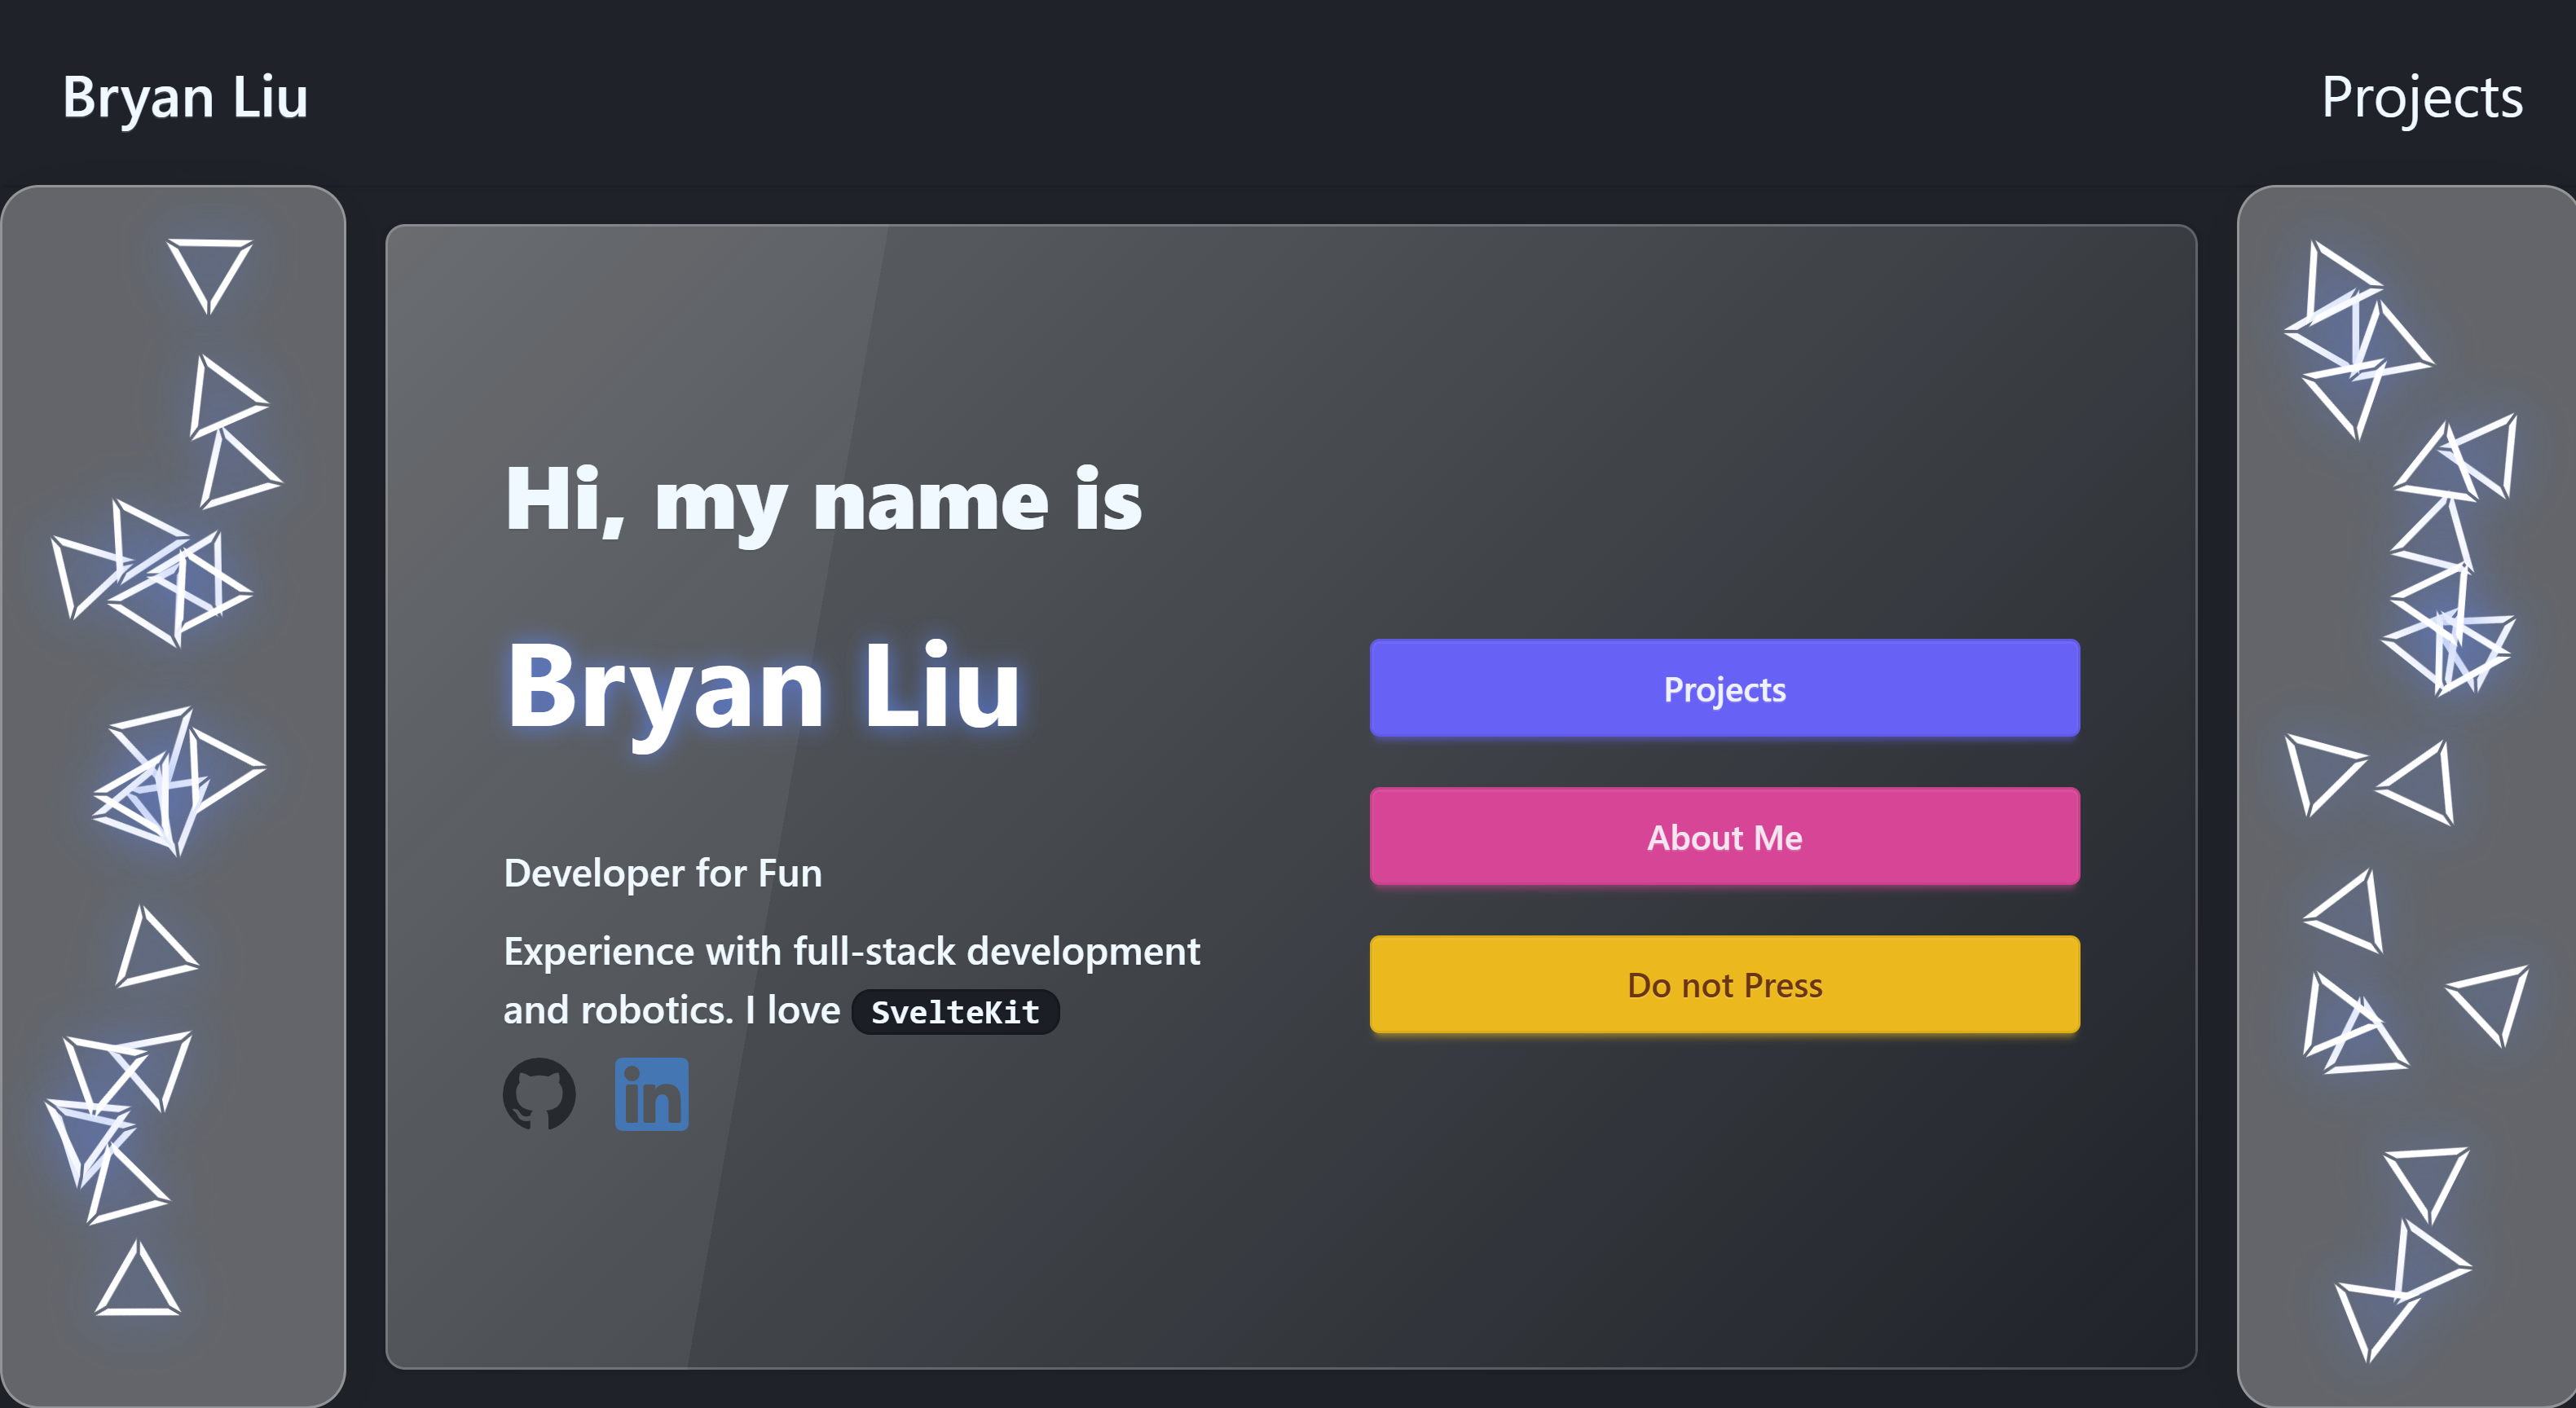 Bryan Liu
Projects
Hi, my name is
Bryan Liu
Developer for Fun
Experience with full-stack development
and robotics. I love SvelteKit
in
Projects
About Me
Do not Press